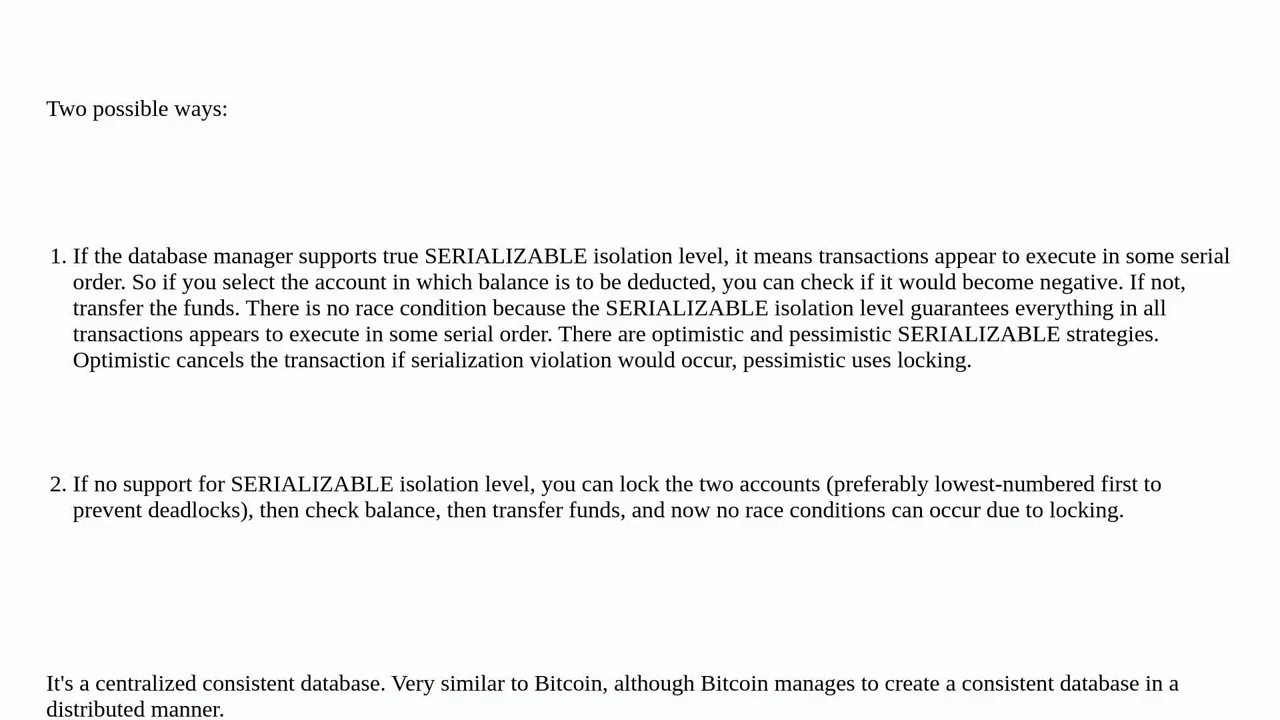 Two possible ways:
1. If the database manager supports true SERIALIZABLE isolation level, it means transactions appear to execute in some serial
order. So if you select the account in which balance is to be deducted, you can check if it would become negative. If not,
transfer the funds. There is no race condition because the SERIALIZABLE isolation level guarantees everything in all
transactions appears to execute in some serial order. There are optimistic and pessimistic SERIALIZABLE strategies.
Optimistic cancels the transaction if serialization violation would occur, pessimistic uses locking.
2. If no support for SERIALIZABLE isolation level, you can lock the two accounts (preferably lowest-numbered first to
prevent deadlocks), then check balance, then transfer funds, and now no race conditions can occur due to locking.
It's a centralized consistent database. Very similar to Bitcoin, although Bitcoin manages to create a consistent database in a
distributed manner.